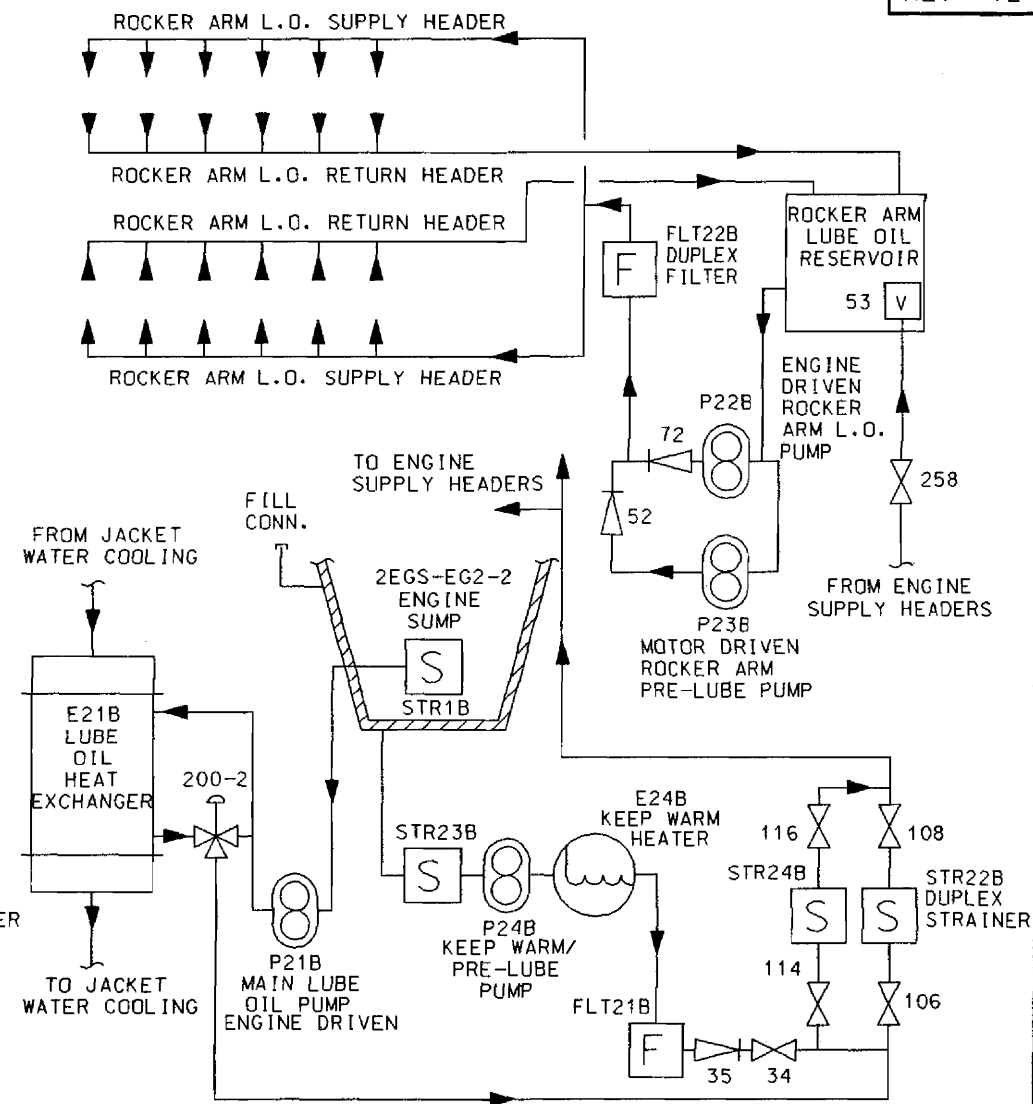 ROCKER ARM L.O. SUPPLY HEADER
ROCKER ARM L.O. RETURN HEADER
ROCKER ARM L.O. RETURN HEADER
ROCKER ARM L.O. SUPPLY HEADER
FLT22B
DUPLEX
FILTER
F
ROCKER ARM
LUBE OIL
RESERVOIR
53
V
ENGINE
DRIVEN
ROCKER
ARM L.O.
PUMP
P22B
72
52
258
P23B
MOTOR DRIVEN
ROCKER ARM
PRE-LUBE PUMP
FROM ENGINE
SUPPLY HEADERS
TO ENGINE
SUPPLY HEADERS
FILL
CONN.
FROM JACKET
WATER COOLING
2EGS-EG2-2
ENGINE
SUMP
S
STR1B
E21B
LUBE
OIL
HEAT
EXCHANGER
200-2
E24B
KEEP WARM
HEATER
STR23B
S
P24B
KEEP WARM/
PRE-LUBE
PUMP
116
108
STR24B
S
S
STR22B
DUPLEX
STRAINER
114
106
P21B
MAIN LUBE
OIL PUMP
ENGINE DRIVEN
TO JACKET
WATER COOLING
FLT21B
F
35
34